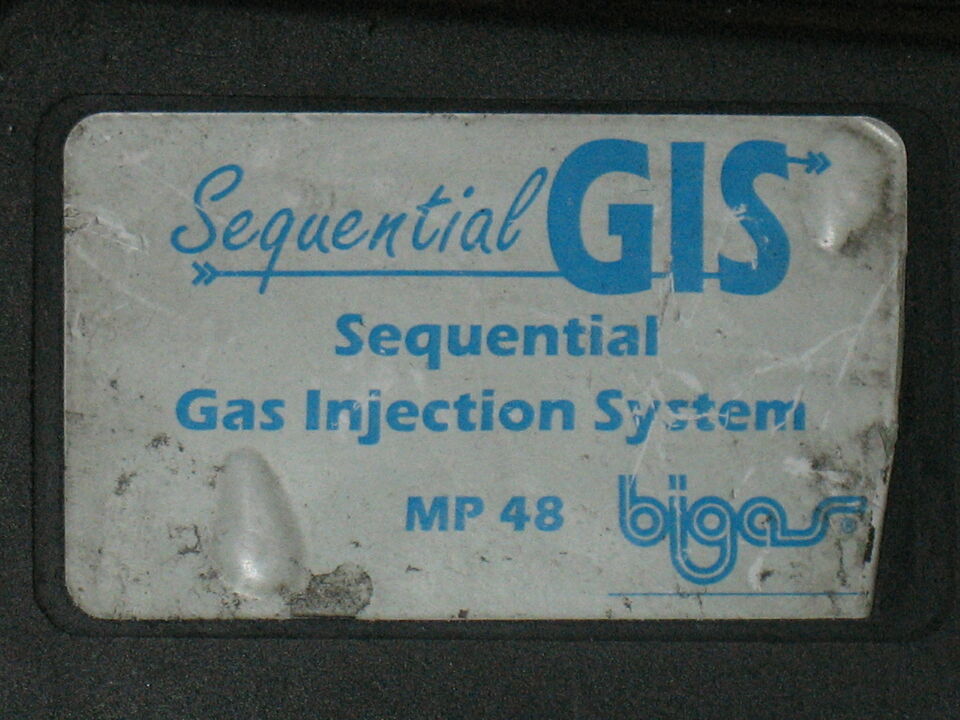 Sequential GIS
Sequential
Gas Injection System
MP 48
bigas